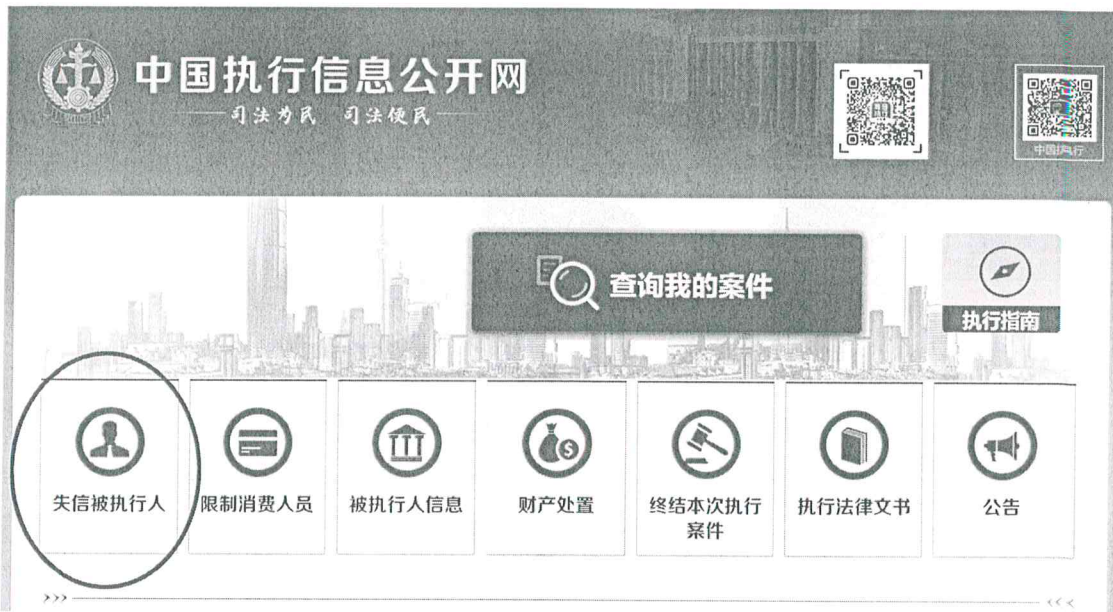 中国执行信息公开网
司法为民 司法便民
中国执行
查询我的案件
执行指南
失信被执行人
限制消费人员
被执行人信息
财产处置
终结本次执行
案件
执行法律文书
公告